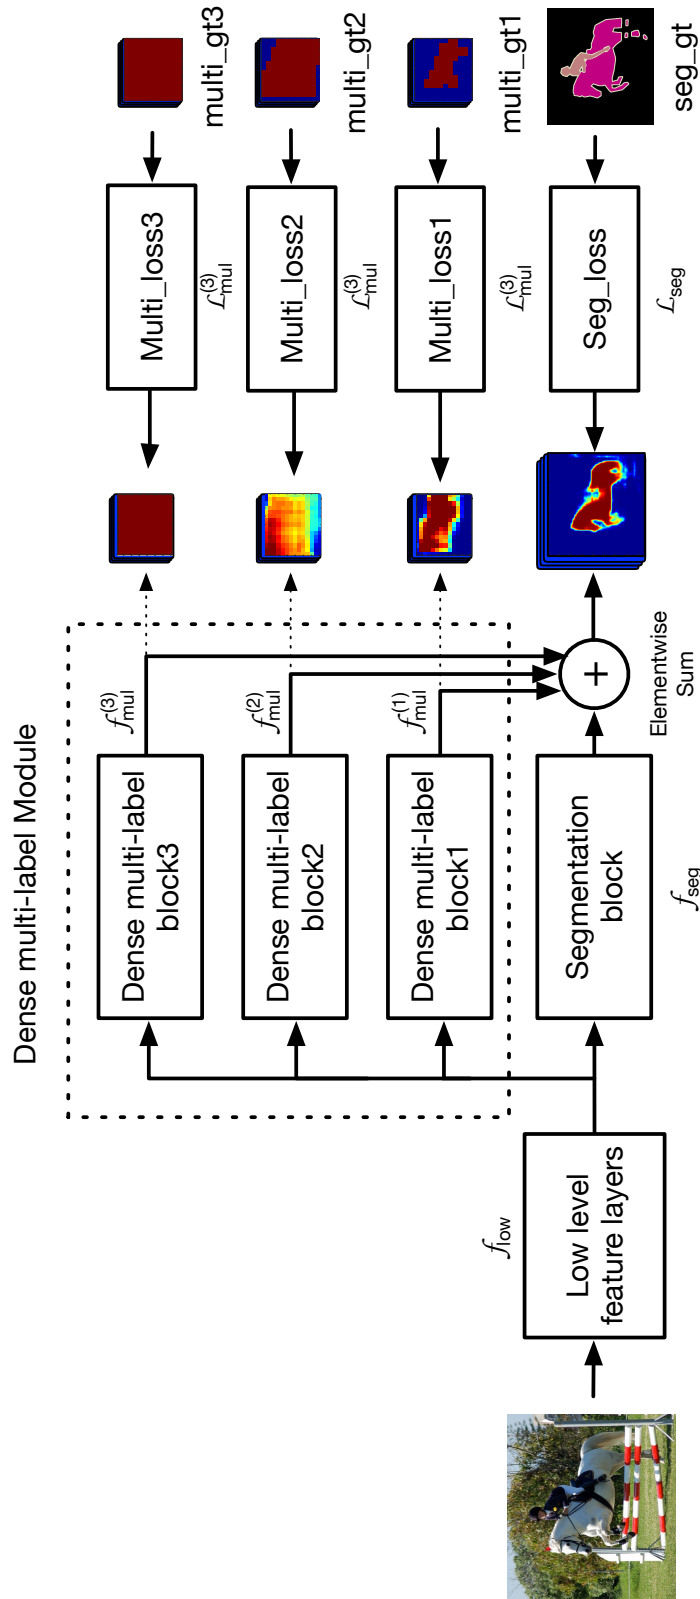 Dense multi-label Module
Dense multi-label
block3
f_mul^(3)
Multi_loss3
L_mul^(3)
multi_gt3
Dense multi-label
block2
f_mul^(2)
Multi_loss2
L_mul^(3)
multi_gt2
Dense multi-label
block1
f_mul^(1)
Multi_loss1
L_mul^(3)
multi_gt1
f_low
Low level
feature layers
Segmentation
block
f_seg
+
Elementwise
Sum
Seg_loss
L_seg
seg_gt